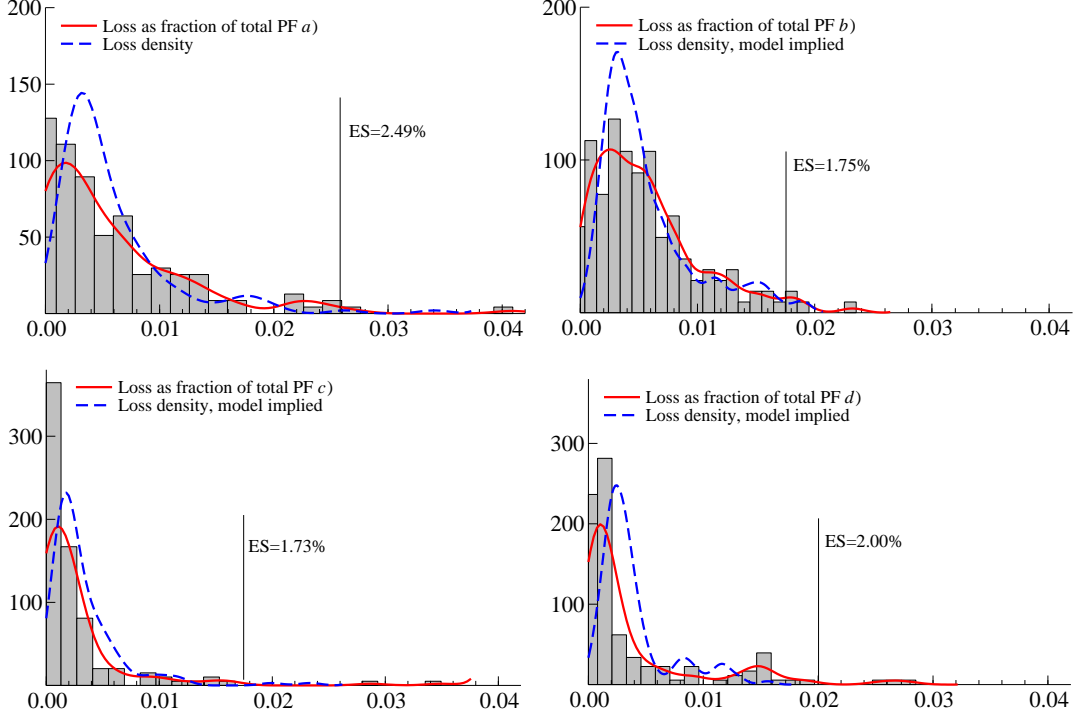 200
Loss as fraction of total PF a)
Loss density
150
ES=2.49%
100
50
0.00 0.01 0.02 0.03 0.04
200
Loss as fraction of total PF b)
Loss density, model implied
100
ES=1.75%
0.00 0.01 0.02 0.03 0.04
Loss as fraction of total PF c)
Loss density, model implied
300
200
ES=1.73%
100
0.00 0.01 0.02 0.03 0.04
Loss as fraction of total PF d)
Loss density, model implied
300
200
ES=2.00%
100
0.00 0.01 0.02 0.03 0.04